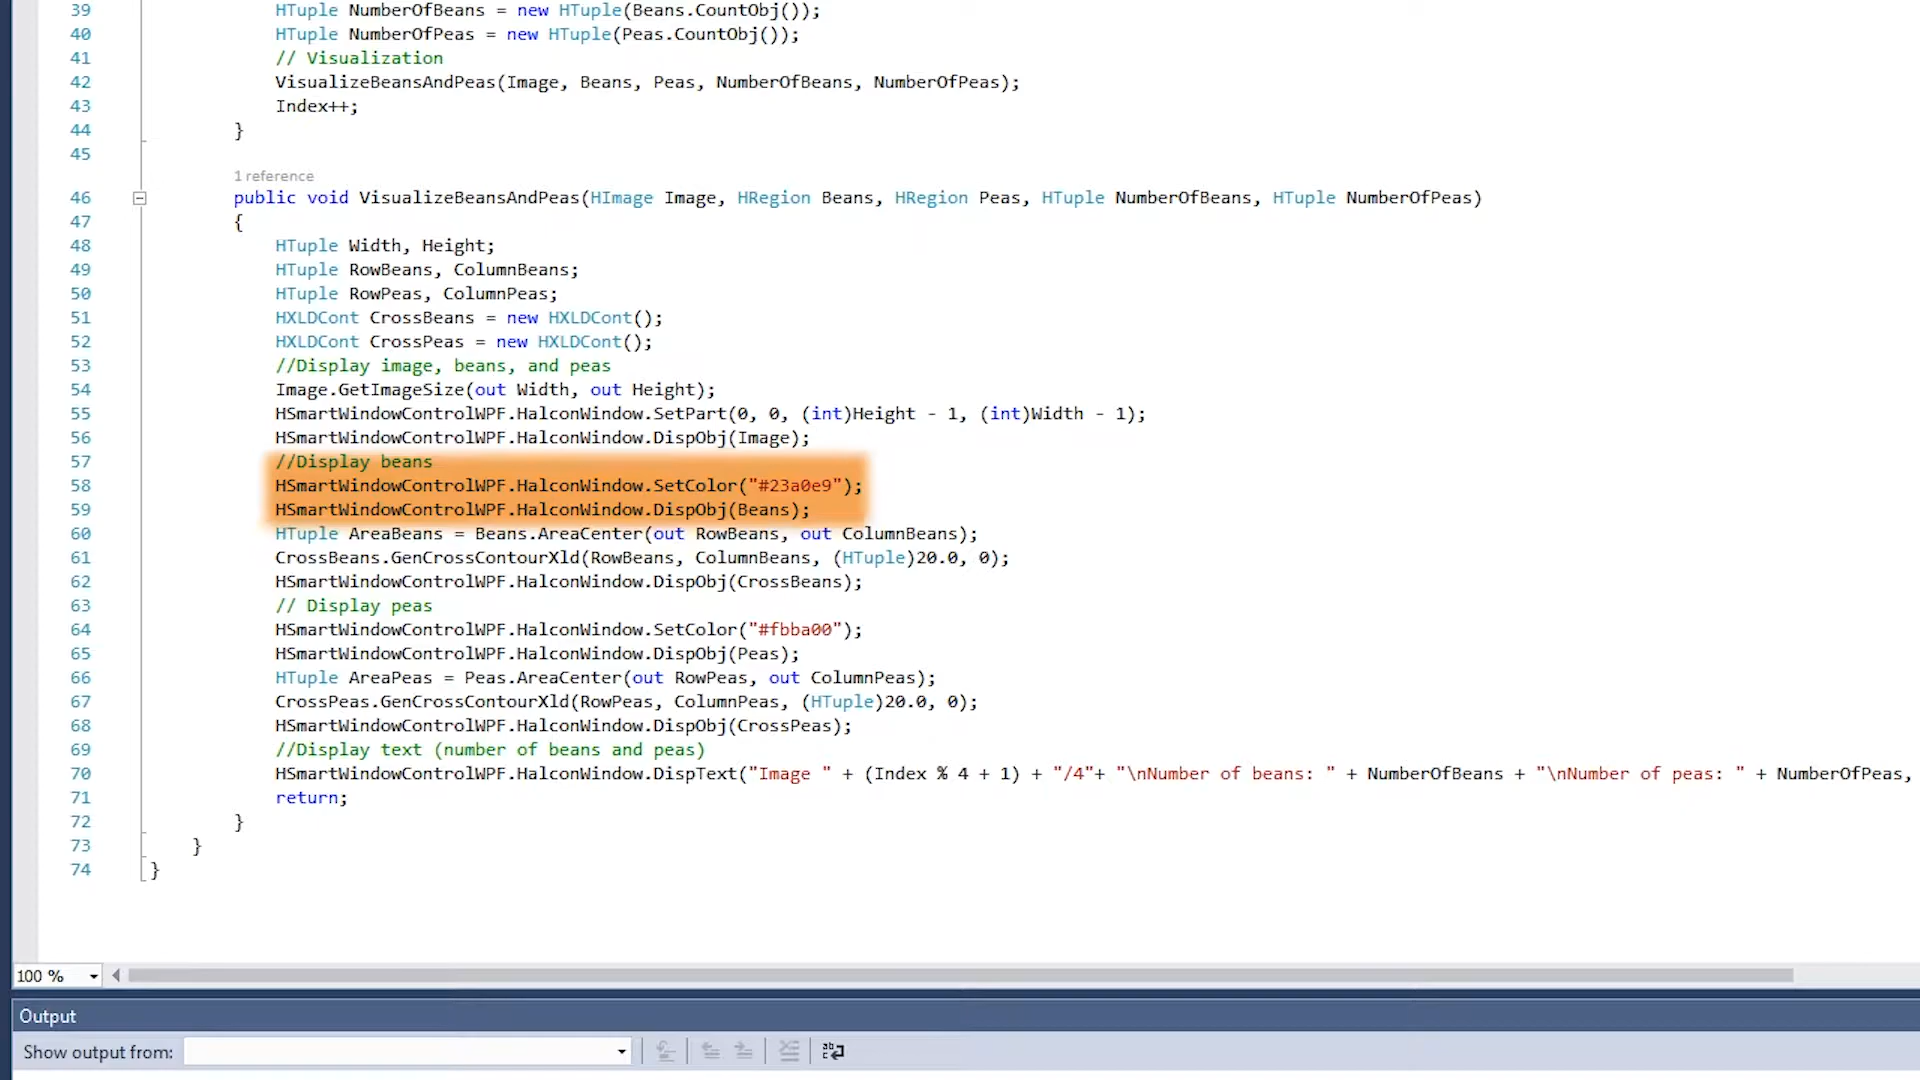 39 HTuple NumberOfBeans = new HTuple(Beans.CountObj());
40 HTuple NumberOfPeas = new HTuple(Peas.CountObj());
41 // Visualization
42 VisualizeBeansAndPeas(Image, Beans, Peas, NumberOfBeans, NumberOfPeas);
43 Index++;
44 }
45
1 reference
46 public void VisualizeBeansAndPeas(HImage Image, HRegion Beans, HRegion Peas, HTuple NumberOfBeans, HTuple NumberOfPeas)
47 {
48 HTuple Width, Height;
49 HTuple RowBeans, ColumnBeans;
50 HTuple RowPeas, ColumnPeas;
51 HXLDCont CrossBeans = new HXLDCont();
52 HXLDCont CrossPeas = new HXLDCont();
53 //Display image, beans, and peas
54 Image.GetImageSize(out Width, out Height);
55 HSmartWindowControlWPF.HalconWindow.SetPart(0, 0, (int)Height - 1, (int)Width - 1);
56 HSmartWindowControlWPF.HalconWindow.DispObj(Image);
57 //Display beans
58 HSmartWindowControlWPF.HalconWindow.SetColor("#23a0e9");
59 HSmartWindowControlWPF.HalconWindow.DispObj(Beans);
60 HTuple AreaBeans = Beans.AreaCenter(out RowBeans, out ColumnBeans);
61 CrossBeans.GenCrossContourXld(RowBeans, ColumnBeans, (HTuple)20.0, 0);
62 HSmartWindowControlWPF.HalconWindow.DispObj(CrossBeans);
63 // Display peas
64 HSmartWindowControlWPF.HalconWindow.SetColor("#fbba00");
65 HSmartWindowControlWPF.HalconWindow.DispObj(Peas);
66 HTuple AreaPeas = Peas.AreaCenter(out RowPeas, out ColumnPeas);
67 CrossPeas.GenCrossContourXld(RowPeas, ColumnPeas, (HTuple)20.0, 0);
68 HSmartWindowControlWPF.HalconWindow.DispObj(CrossPeas);
69 //Display text (number of beans and peas)
70 HSmartWindowControlWPF.HalconWindow.DispText("Image " + (Index % 4 + 1) + "/4"+ "\nNumber of beans: " + NumberOfBeans + "\nNumber of peas: " + NumberOfPeas,
71 return;
72 }
73 }
74 }
100 %
Output
Show output from: